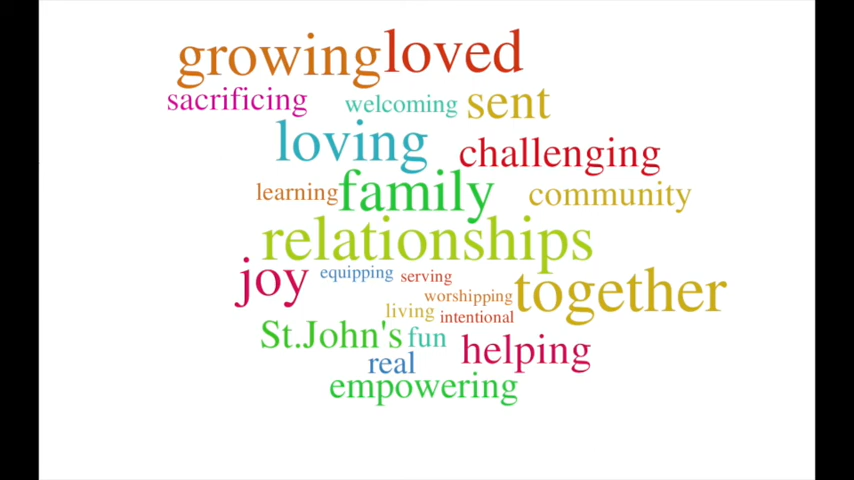 growing loved
sacrificing welcoming sent
loving challenging
learning family community
relationships
joy equipping serving together
worshipping
living intentional
St.John's fun helping
real
empowering